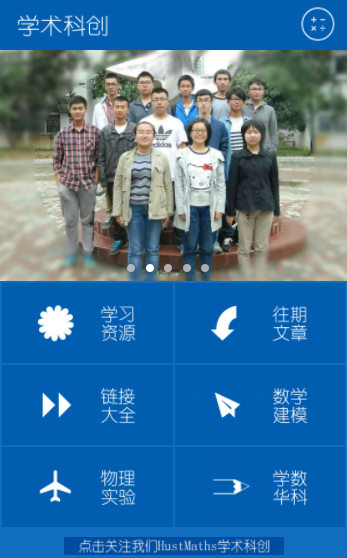 学术科创
学习
资源
往期
文章
链接
大全
数学
建模
物理
实验
学数
华科
点击关注我们HustMaths学术科创